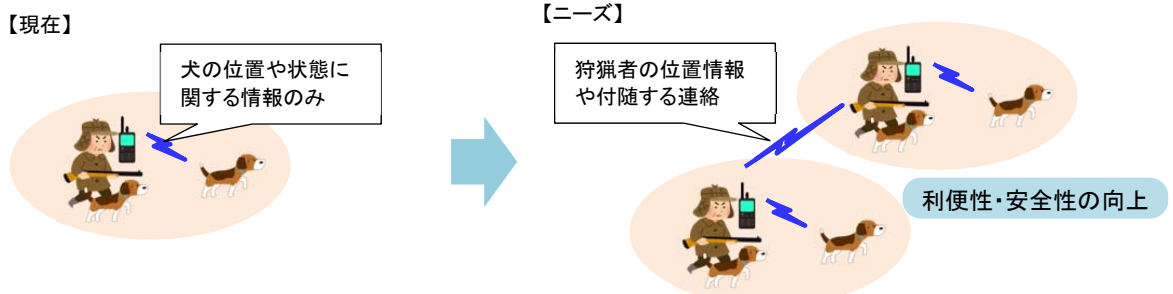 【現在】
犬の位置や状態に
関する情報のみ
【ニーズ】
狩猟者の位置情報
や付随する連絡
利便性・安全性の向上